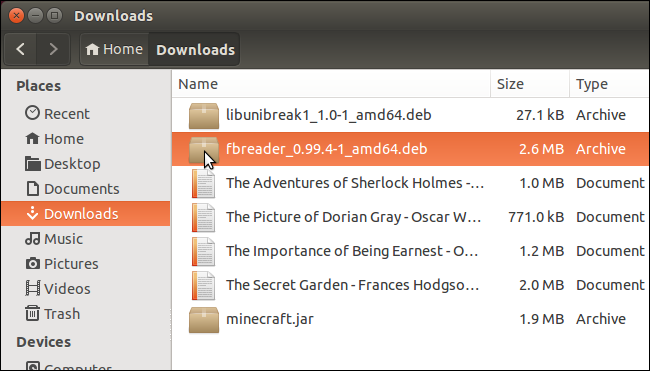 Downloads
Home Downloads
Places
Recent
Home
Desktop
Documents
Downloads
Music
Pictures
Videos
Trash
Devices
Computer
Name Size Type
libunibreak1_1.0-1_amd64.deb 27.1 kB Archive
fbreader_0.99.4-1_amd64.deb 2.6 MB Archive
The Adventures of Sherlock Holmes -... 1.0 MB Document
The Picture of Dorian Gray - Oscar W... 771.0 kB Document
The Importance of Being Earnest - O... 1.2 MB Document
The Secret Garden - Frances Hodgso... 2.0 MB Document
minecraft.jar 1.9 MB Archive